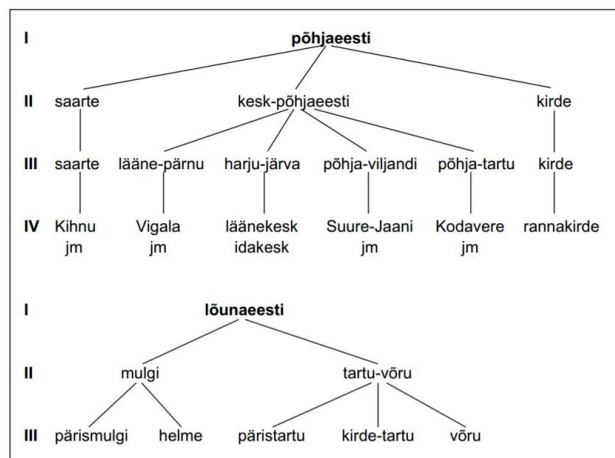 I põhjaeesti
II saarte kesk-põhjaeesti kirde
III saarte lääne-pärnu harju-järva põhja-viljandi põhja-tartu kirde
IV Kihnu Vigala läänekesk Suure-Jaani Kodavere rannakirde
jm jm idakesk jm jm
I lõunaeesti
II mulgi tartu-võru
III pärismulgi helme päristartu kirde-tartu võru